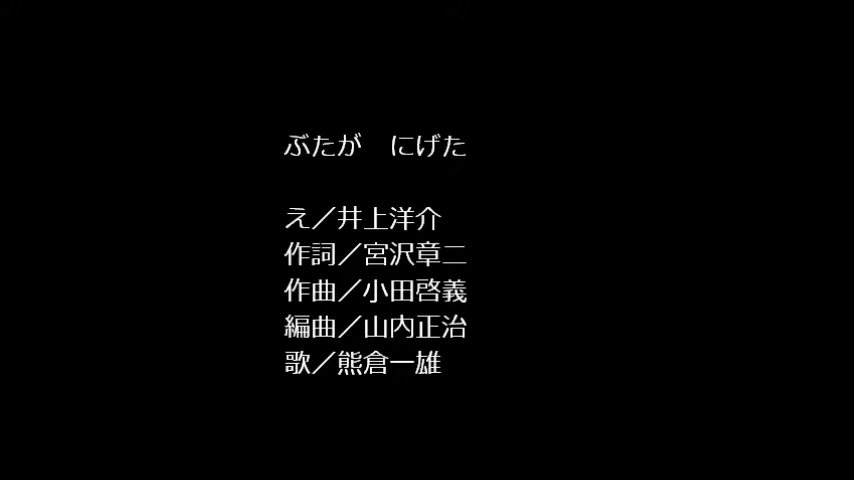 ぶたが　にげた
え／井上洋介
作詞／宮沢章二
作曲／小田啓義
編曲／山内正治
歌／熊倉一雄